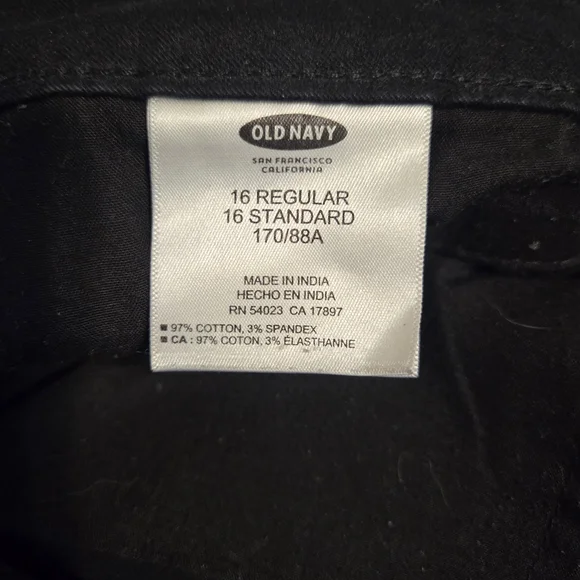 OLD NAVY
SAN FRANCISCO
CALIFORNIA
16 REGULAR
16 STANDARD
170/88A
MADE IN INDIA
HECHO EN INDIA
RN 54023 CA 17897
97% COTTON, 3% SPANDEX
CA : 97% COTON, 3% ÉLASTHANNE